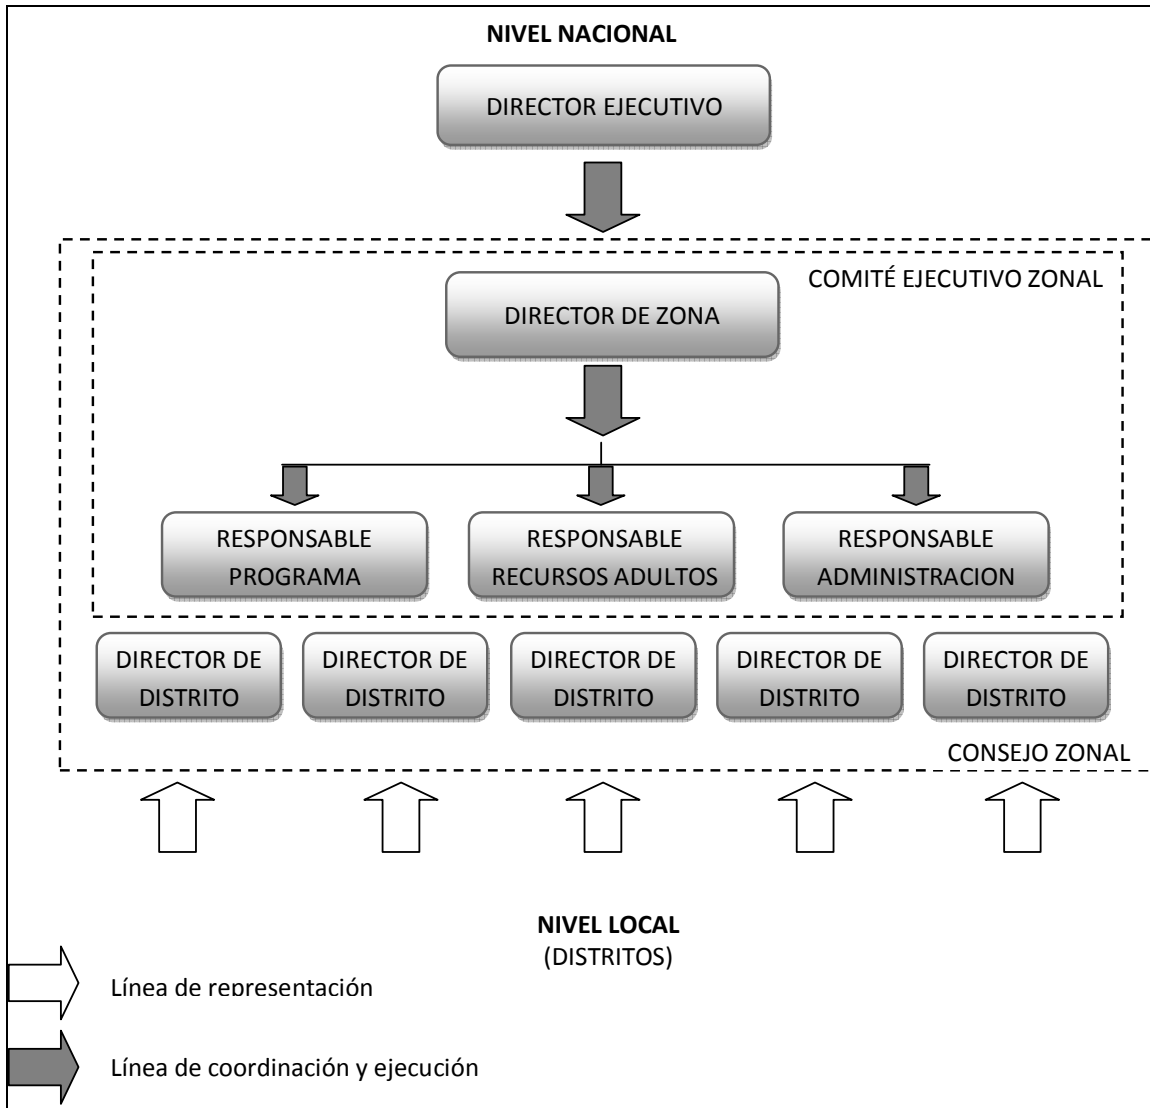 NIVEL NACIONAL
DIRECTOR EJECUTIVO
COMITÉ EJECUTIVO ZONAL
DIRECTOR DE ZONA
RESPONSABLE
PROGRAMA
RESPONSABLE
RECURSOS ADULTOS
RESPONSABLE
ADMINISTRACION
DIRECTOR DE
DISTRITO
DIRECTOR DE
DISTRITO
DIRECTOR DE
DISTRITO
DIRECTOR DE
DISTRITO
DIRECTOR DE
DISTRITO
CONSEJO ZONAL
NIVEL LOCAL
(DISTRITOS)
Línea de representación
Línea de coordinación y ejecución